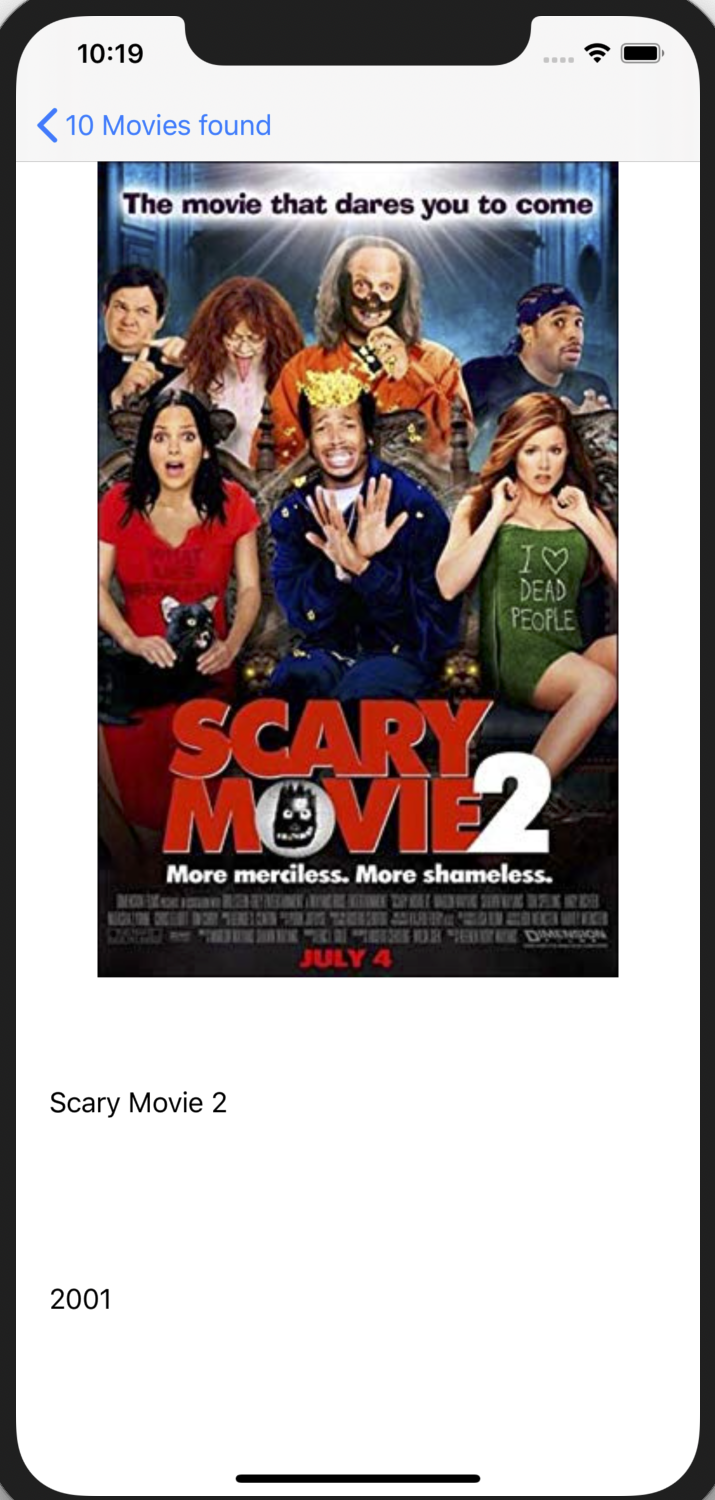 10:19
10 Movies found
The movie that dares you to come
I ♡
DEAD
PEOPLE
SCARY
MOVIE 2
More merciless. More shameless.
DIMENSION
JULY 4
Scary Movie 2
2001